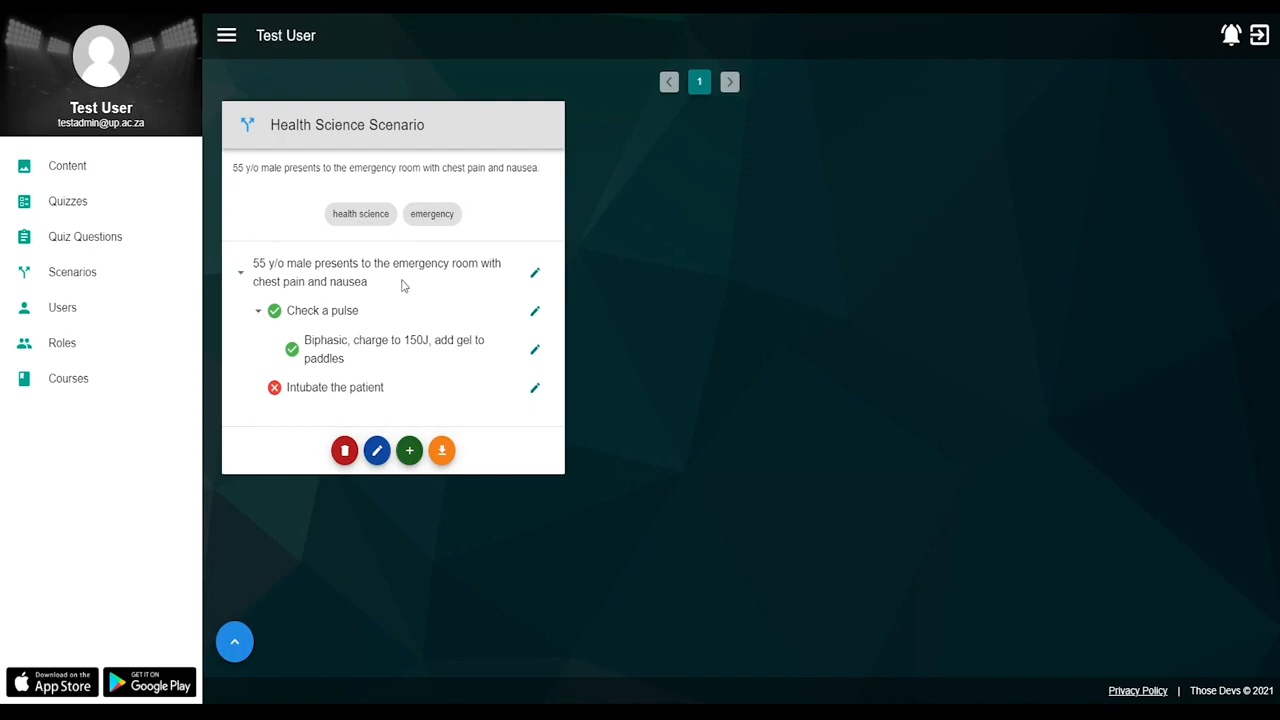 Test User
testadmin@up.ac.za
Content
Quizzes
Quiz Questions
Scenarios
Users
Roles
Courses
Download on the
App Store
GET IT ON
Google Play
Test User
1
Health Science Scenario
55 y/o male presents to the emergency room with chest pain and nausea.
health science
emergency
55 y/o male presents to the emergency room with
chest pain and nausea
Check a pulse
Biphasic, charge to 150J, add gel to
paddles
Intubate the patient
Privacy Policy | Those Devs © 2021